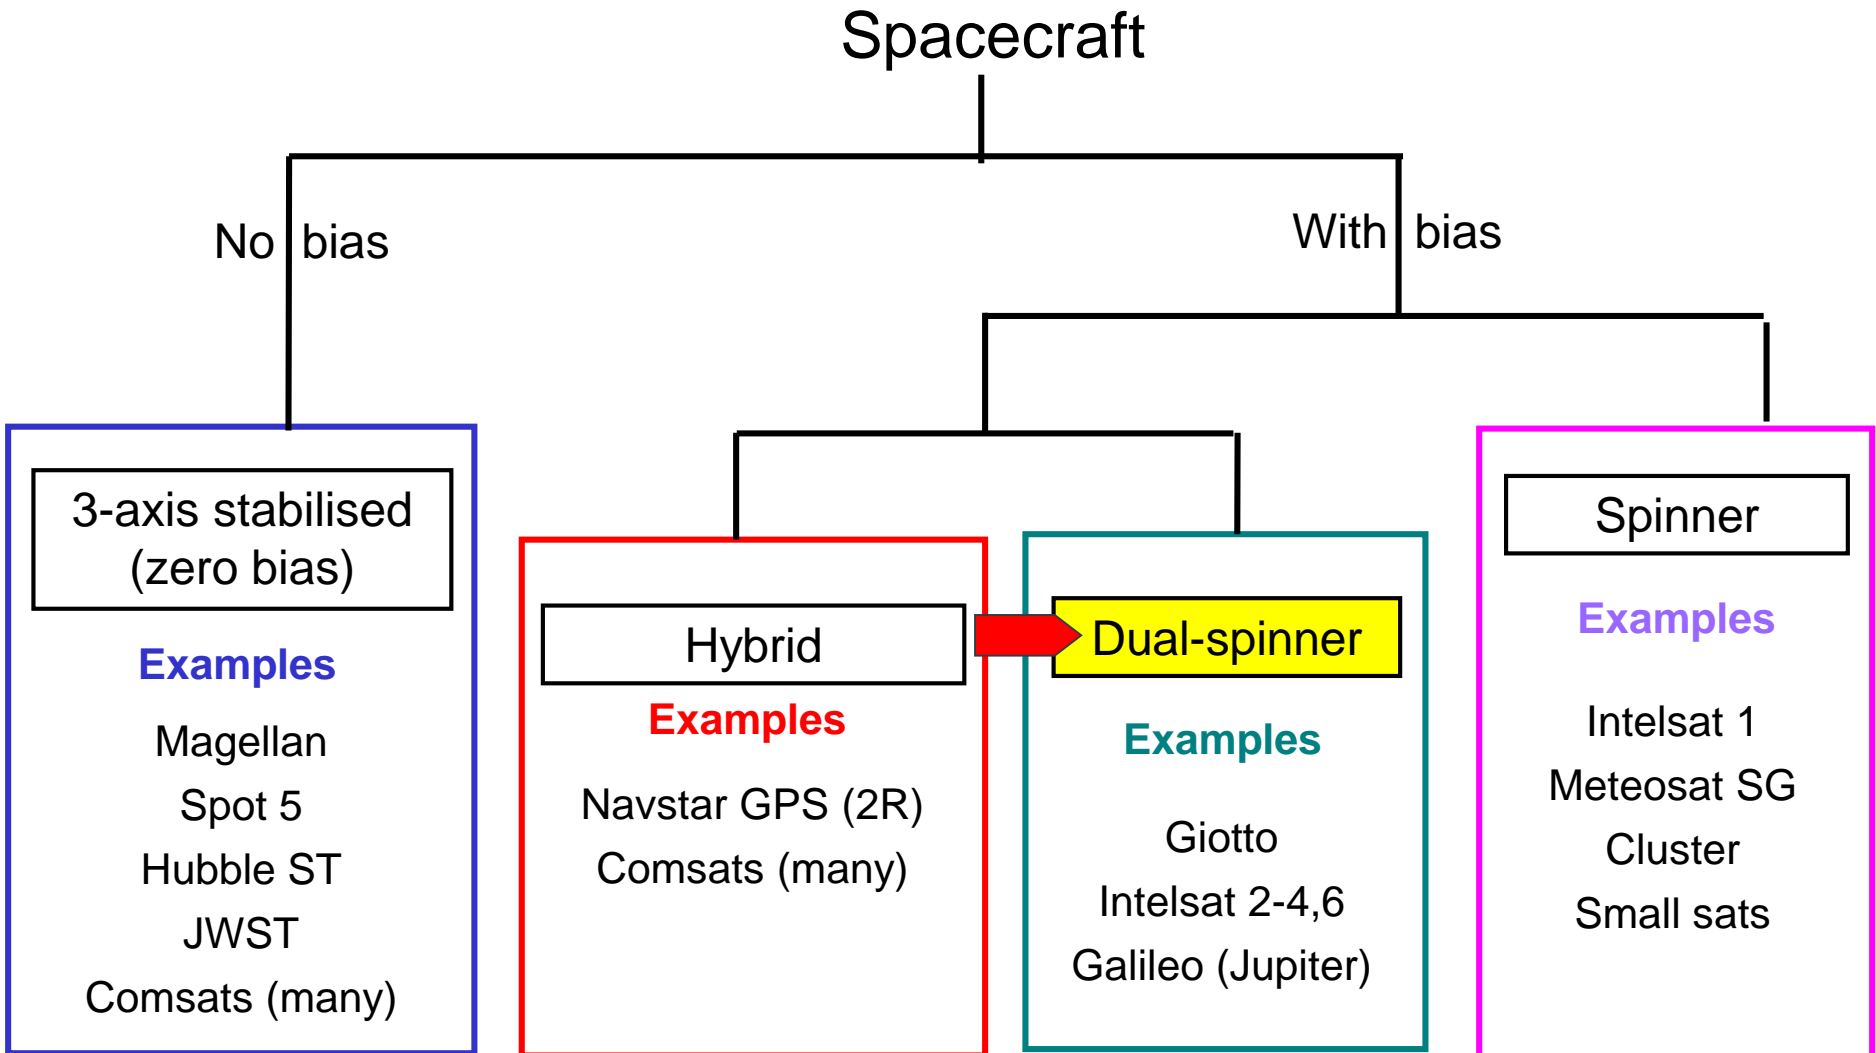 Spacecraft
No bias
With bias
3-axis stabilised
(zero bias)
Examples
Magellan
Spot 5
Hubble ST
JWST
Comsats (many)
Hybrid
Examples
Navstar GPS (2R)
Comsats (many)
Dual-spinner
Examples
Giotto
Intelsat 2-4,6
Galileo (Jupiter)
Spinner
Examples
Intelsat 1
Meteosat SG
Cluster
Small sats